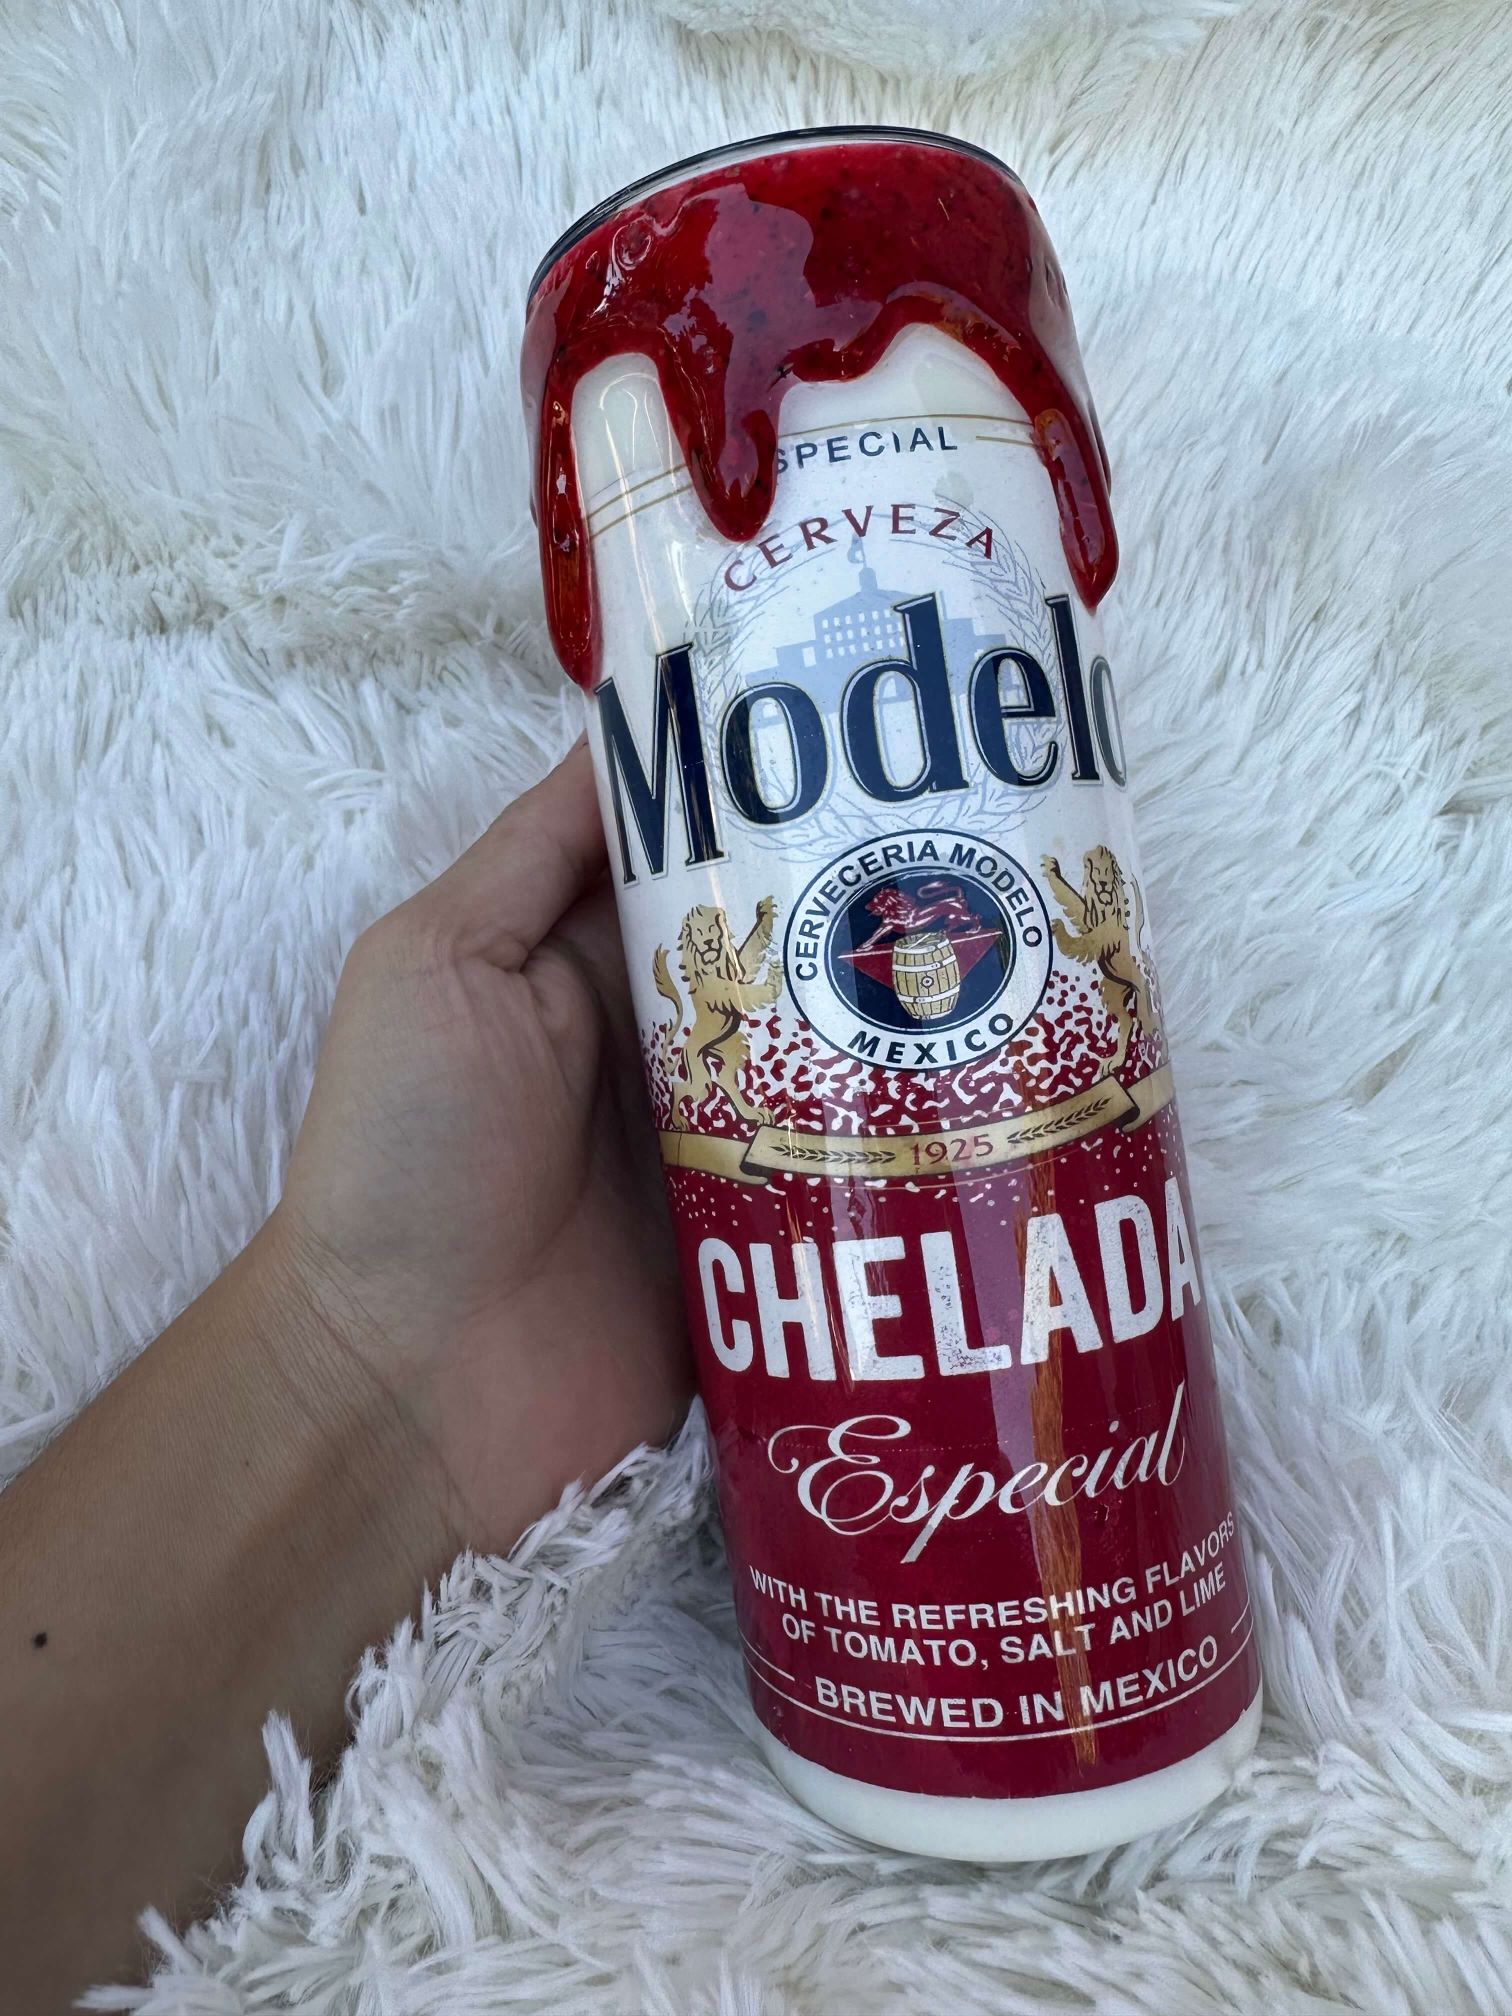 SPECIAL
CERVEZA
Modelo
CERVECERIA MODELO
MEXICO
1925
CHELADA
Especial
WITH THE REFRESHING FLAVORS
OF TOMATO, SALT AND LIME
BREWED IN MEXICO